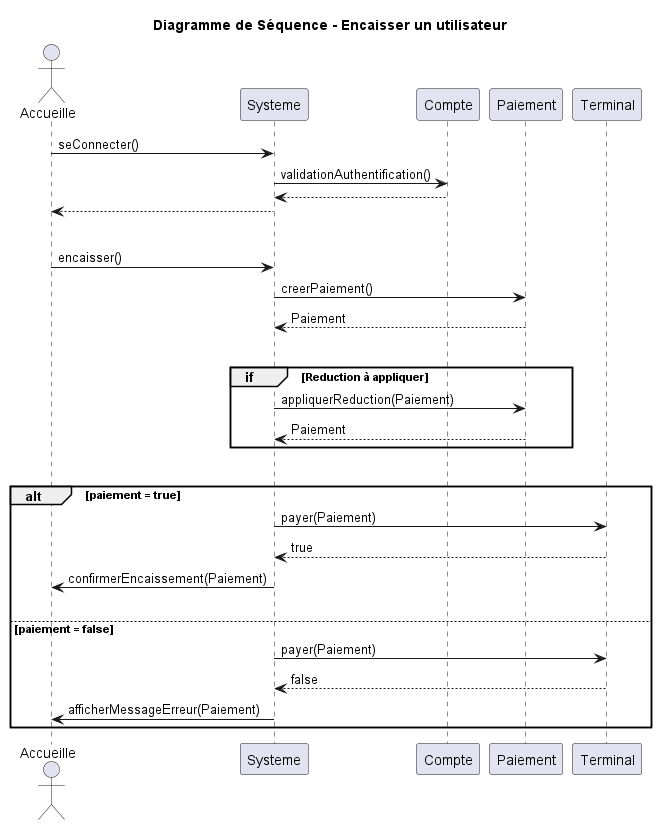 Diagramme de Séquence - Encaisser un utilisateur
Accueille
Systeme
Compte
Paiement
Terminal
seConnecter()
validationAuthentification()
encaisser()
creerPaiement()
Paiement
if [Reduction à appliquer]
appliquerReduction(Paiement)
Paiement
alt [paiement = true]
payer(Paiement)
true
confirmerEncaissement(Paiement)
[paiement = false]
payer(Paiement)
false
afficherMessageErreur(Paiement)
Accueille
Systeme
Compte
Paiement
Terminal